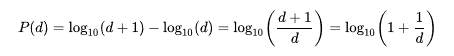 P(d) = log₁₀(d + 1) − log₁₀(d) = log₁₀((d + 1)/d) = log₁₀(1 + 1/d)